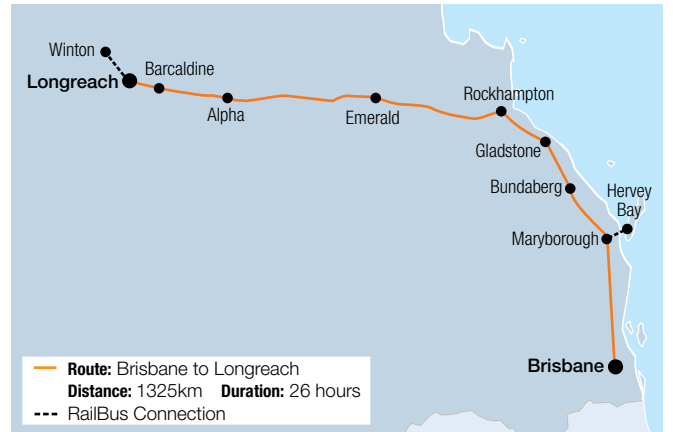 Winton
Longreach
Barcaldine
Alpha
Emerald
Rockhampton
Gladstone
Bundaberg
Hervey
Bay
Maryborough
Brisbane
Route: Brisbane to Longreach
Distance: 1325km Duration: 26 hours
RailBus Connection